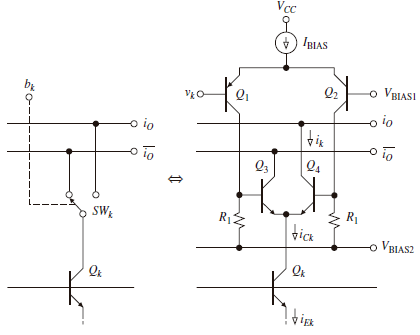 V_CC
I_BIAS
b_k
v_k
Q_1
Q_2
V_BIAS1
i_O
i_O
i_O̅
i_k
i_O̅
Q_3
Q_4
⇔
SW_k
R_1
R_1
i_Ck
V_BIAS2
Q_k
Q_k
i_Ek